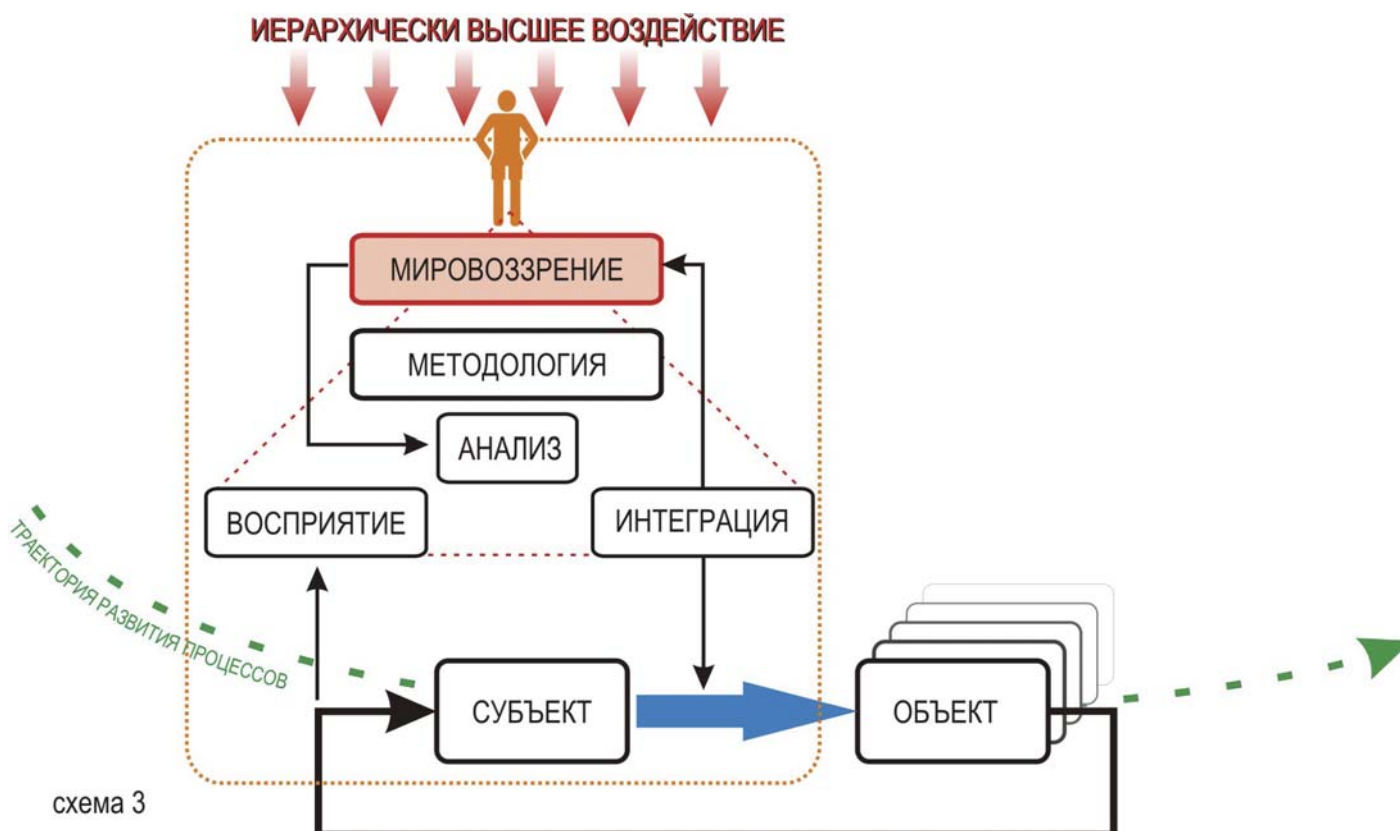 ИЕРАРХИЧЕСКИ ВЫСШЕЕ ВОЗДЕЙСТВИЕ
МИРОВОЗЗРЕНИЕ
МЕТОДОЛОГИЯ
АНАЛИЗ
ВОСПРИЯТИЕ
ИНТЕГРАЦИЯ
ТРАЕКТОРИЯ РАЗВИТИЯ ПРОЦЕССОВ
СУБЪЕКТ
ОБЪЕКТ
схема 3